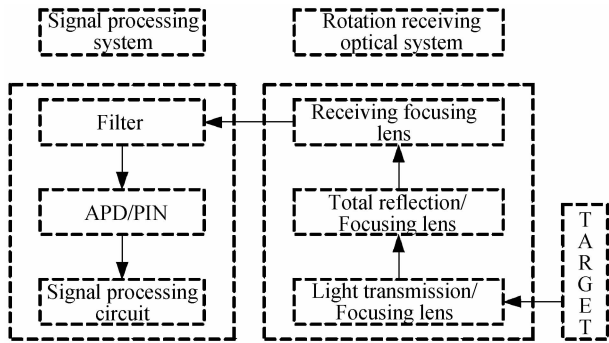 Signal processing
system
Rotation receiving
optical system
Filter
APD/PIN
Signal processing
circuit
Receiving focusing
lens
Total reflection/
Focusing lens
Light transmission/
Focusing lens
T
A
R
G
E
T